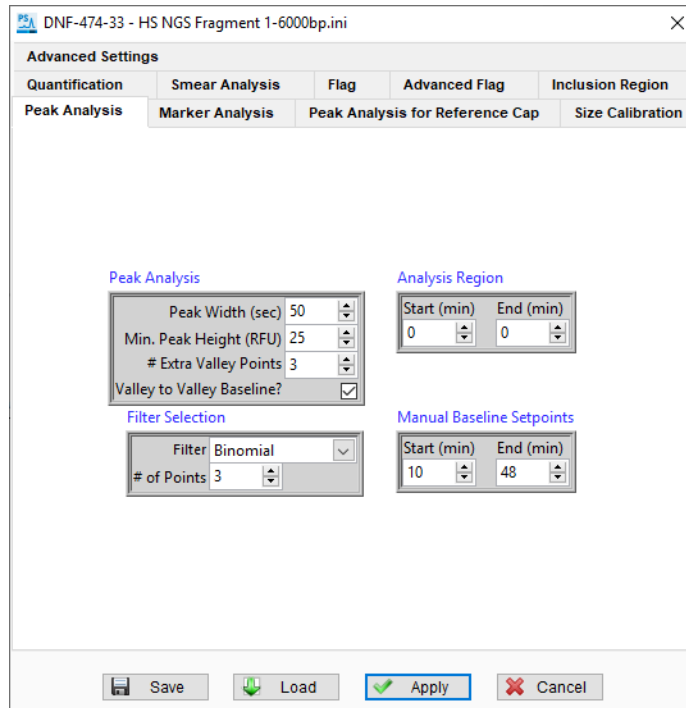 DNF-474-33 - HS NGS Fragment 1-6000bp.ini
Advanced Settings
Quantification Smear Analysis Flag Advanced Flag Inclusion Region
Peak Analysis Marker Analysis Peak Analysis for Reference Cap Size Calibration
Peak Analysis
Peak Width (sec) 50
Min. Peak Height (RFU) 25
# Extra Valley Points 3
Valley to Valley Baseline?
Analysis Region
Start (min) End (min)
0 0
Filter Selection
Filter Binomial
# of Points 3
Manual Baseline Setpoints
Start (min) End (min)
10 48
Save Load Apply Cancel